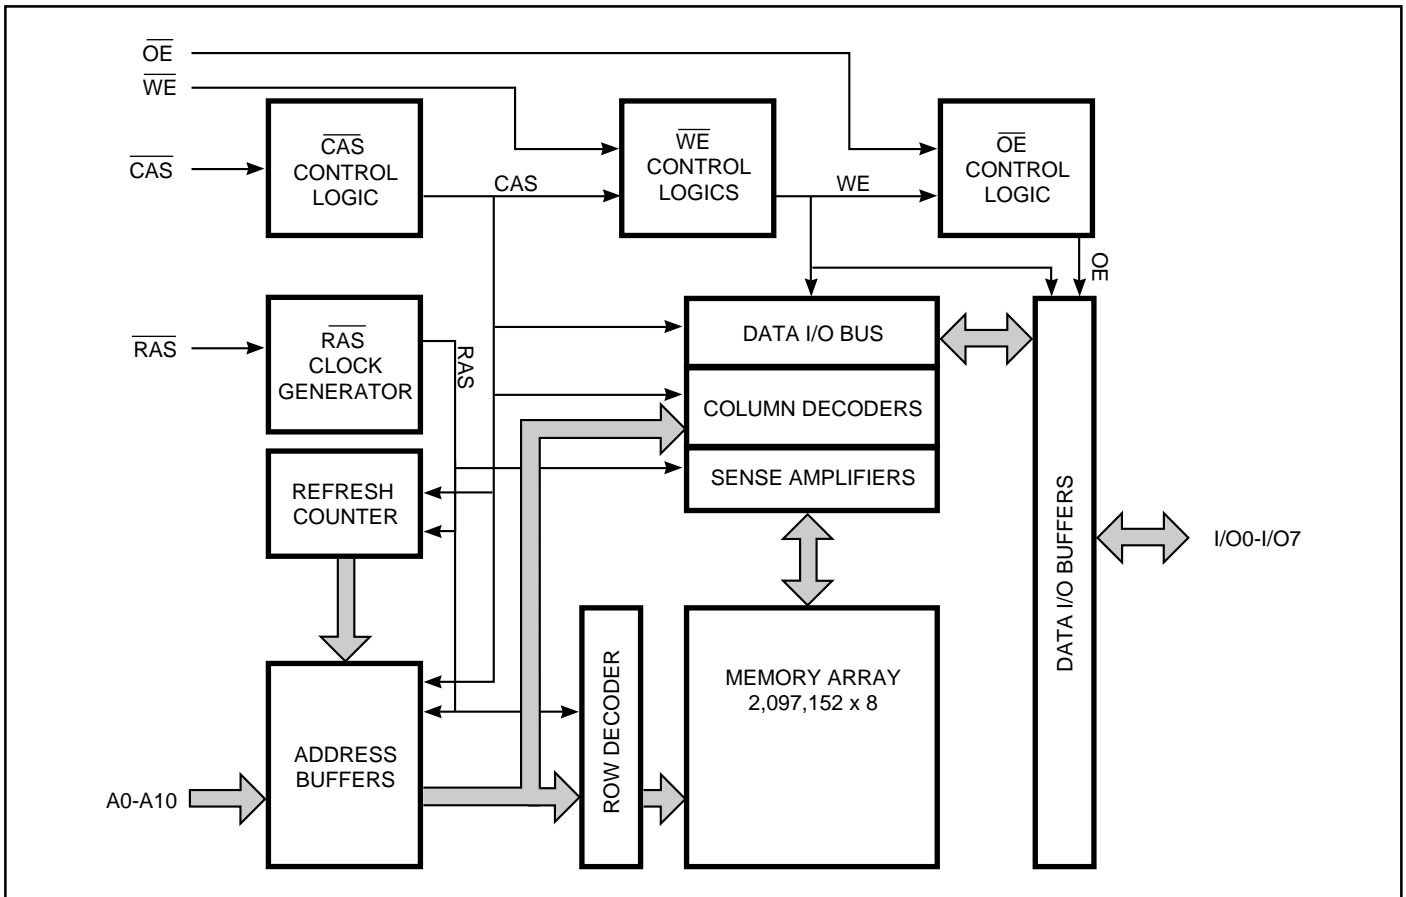 OE
WE
CAS
CAS
CONTROL
LOGIC
CAS
WE
CONTROL
LOGICS
WE
OE
CONTROL
LOGIC
OE
RAS
RAS
CLOCK
GENERATOR
RAS
DATA I/O BUS
COLUMN DECODERS
SENSE AMPLIFIERS
REFRESH
COUNTER
DATA I/O BUFFERS
I/O0-I/O7
MEMORY ARRAY
2,097,152 x 8
ROW DECODER
ADDRESS
BUFFERS
A0-A10